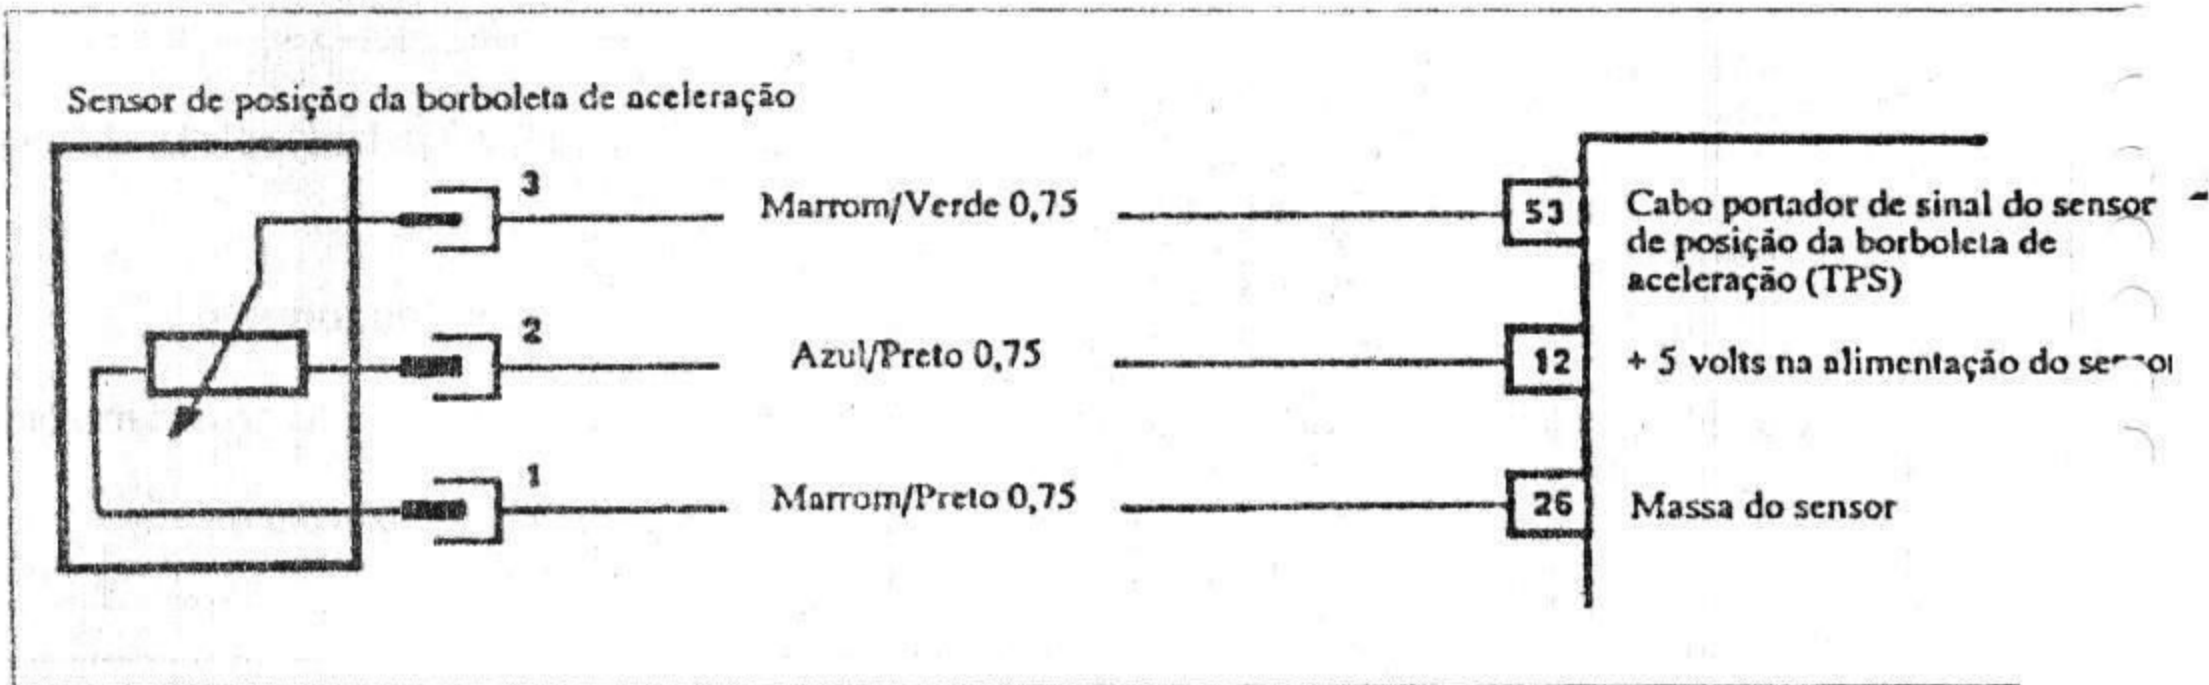 Sensor de posição da borboleta de aceleração
3
Marrom/Verde 0,75
53
Cabo portador de sinal do sensor
de posição da borboleta de
aceleração (TPS)
2
Azul/Preto 0,75
12
+ 5 volts na alimentação do
1
Marrom/Preto 0,75
26
Massa do sensor